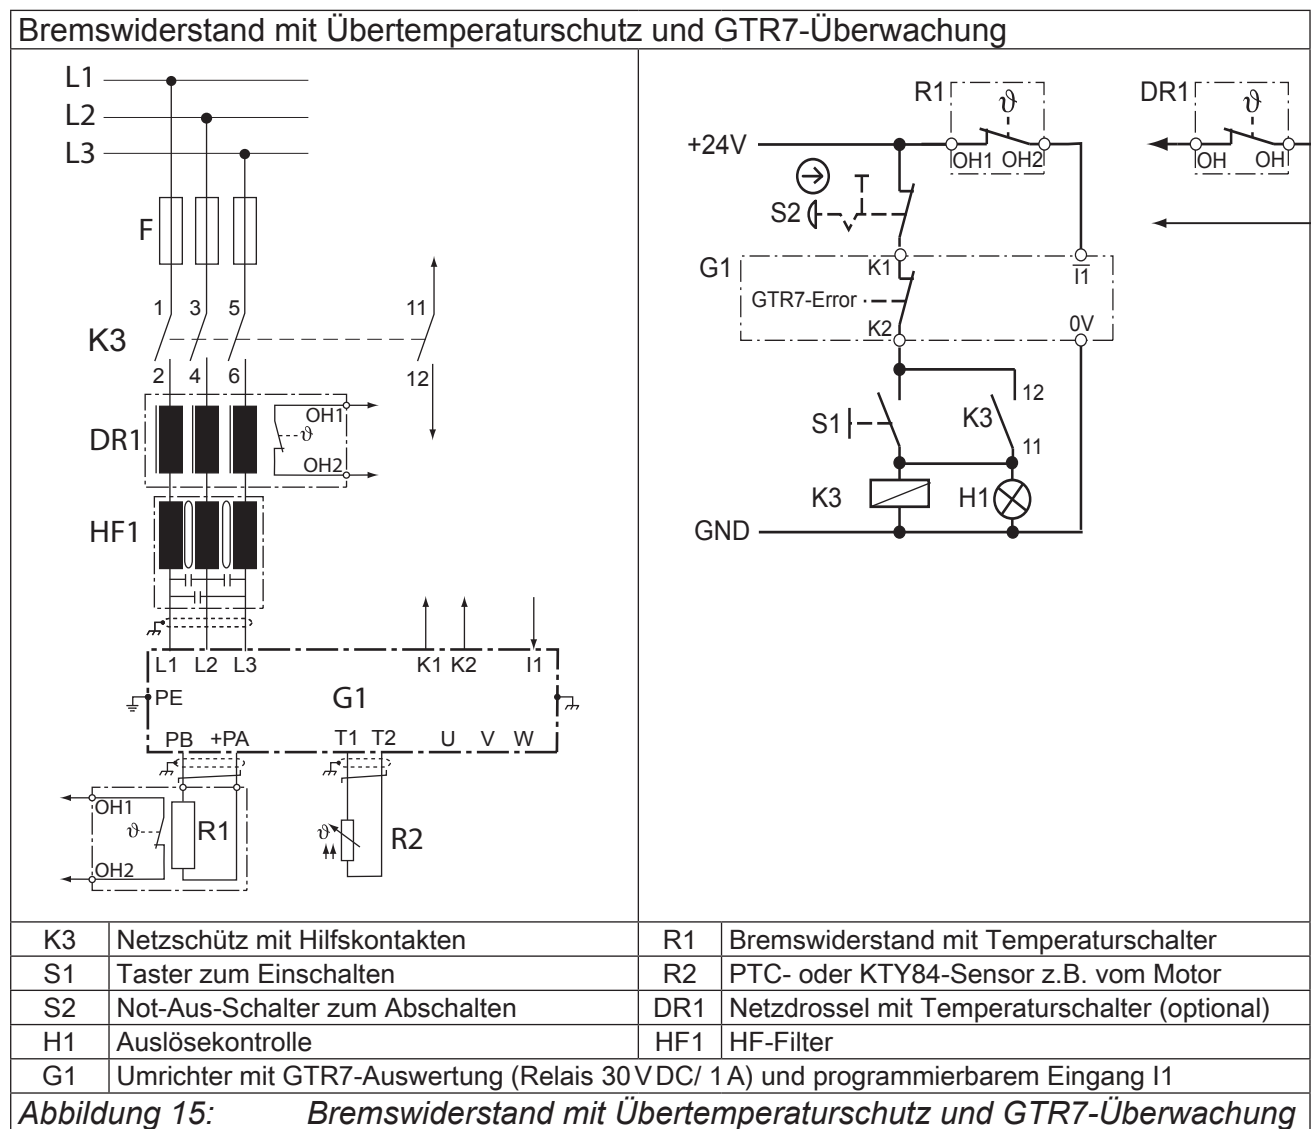 Bremswiderstand mit Übertemperaturschutz und GTR7-Überwachung
L1
L2
L3
F
1 3 5 11
K3
2 4 6 12
DR1
OH1
ϑ
OH2
HF1
L1 L2 L3 K1 K2 I1
PE G1
PB +PA T1 T2 U V W
OH1
ϑ R1
OH2
ϑ R2
R1 ϑ
DR1 ϑ
+24V
OH1 OH2
OH OH
S2
G1 K1 I1
GTR7-Error
K2 0V
12
S1 K3
11
K3 H1
GND
K3 Netzschütz mit Hilfskontakten R1 Bremswiderstand mit Temperaturschalter
S1 Taster zum Einschalten R2 PTC- oder KTY84-Sensor z.B. vom Motor
S2 Not-Aus-Schalter zum Abschalten DR1 Netzdrossel mit Temperaturschalter (optional)
H1 Auslösekontrolle HF1 HF-Filter
G1 Umrichter mit GTR7-Auswertung (Relais 30 V DC/ 1 A) und programmierbarem Eingang I1
Abbildung 15: Bremswiderstand mit Übertemperaturschutz und GTR7-Überwachung